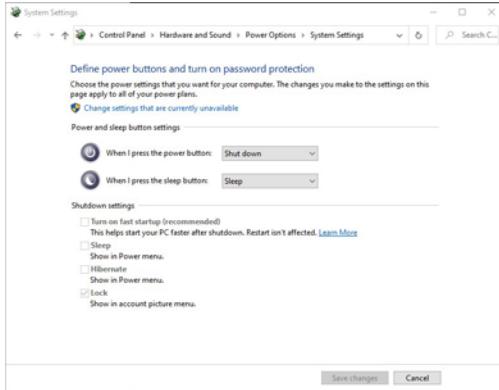 System Settings
Control Panel > Hardware and Sound > Power Options > System Settings
Search C...
Define power buttons and turn on password protection
Choose the power settings that you want for your computer. The changes you make to the settings on this
page apply to all of your power plans.
Change settings that are currently unavailable
Power and sleep button settings
When I press the power button: Shut down
When I press the sleep button: Sleep
Shutdown settings
Turn on fast startup (recommended)
This helps start your PC faster after shutdown. Restart isn't affected. Learn More
Sleep
Show in Power menu.
Hibernate
Show in Power menu.
Lock
Show in account picture menu.
Save changes Cancel